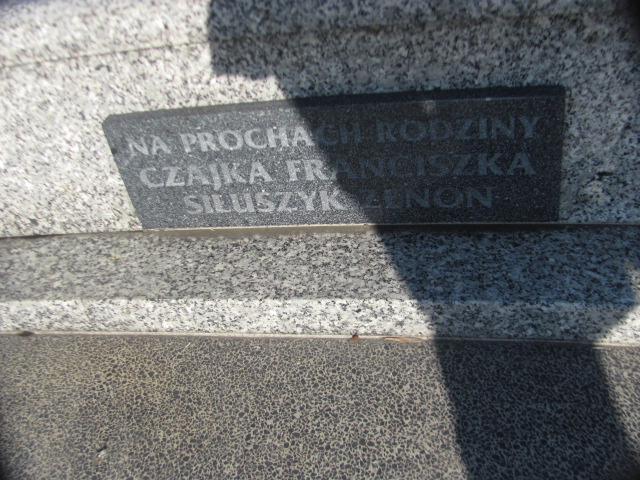 NA PROCHACH RODZINY
CZAJKA FRANCISZKA
SIŁUSZYK ZENON